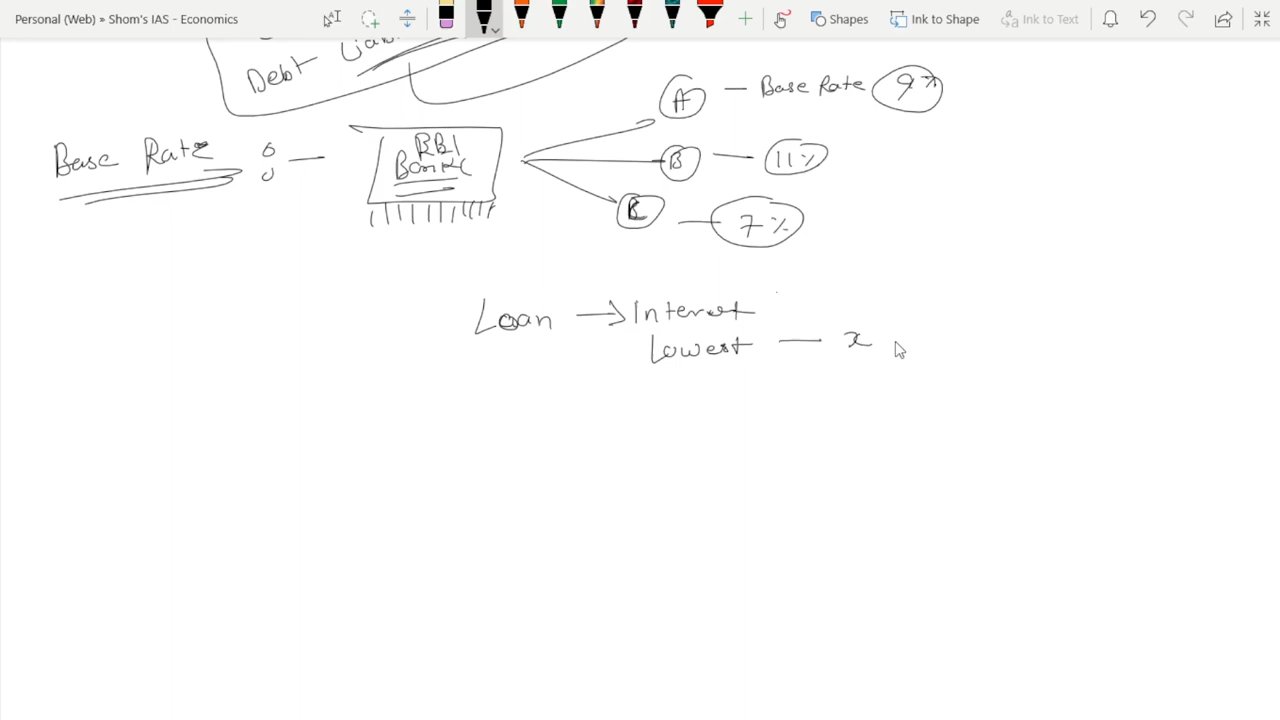 Personal (Web) » Shom's IAS - Economics
Shapes
Ink to Shape
Ink to Text
Debt Liab
A — Base Rate 9%
Base Rate : — RBI
Bank
B — 11%
C — 7%
Loan → Interest
Lowest — x